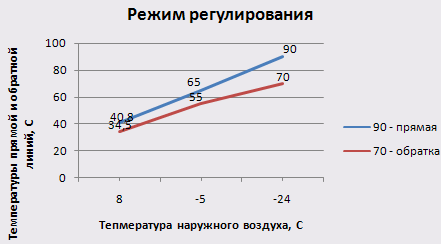 Режим регулирования
Температуры прямой и обратной
линий, С
100
80
60
40
20
0
40,8
65
90
34,5
55
70
8
-5
-24
Тепмература наружного воздуха, С
90 - прямая
70 - обратка